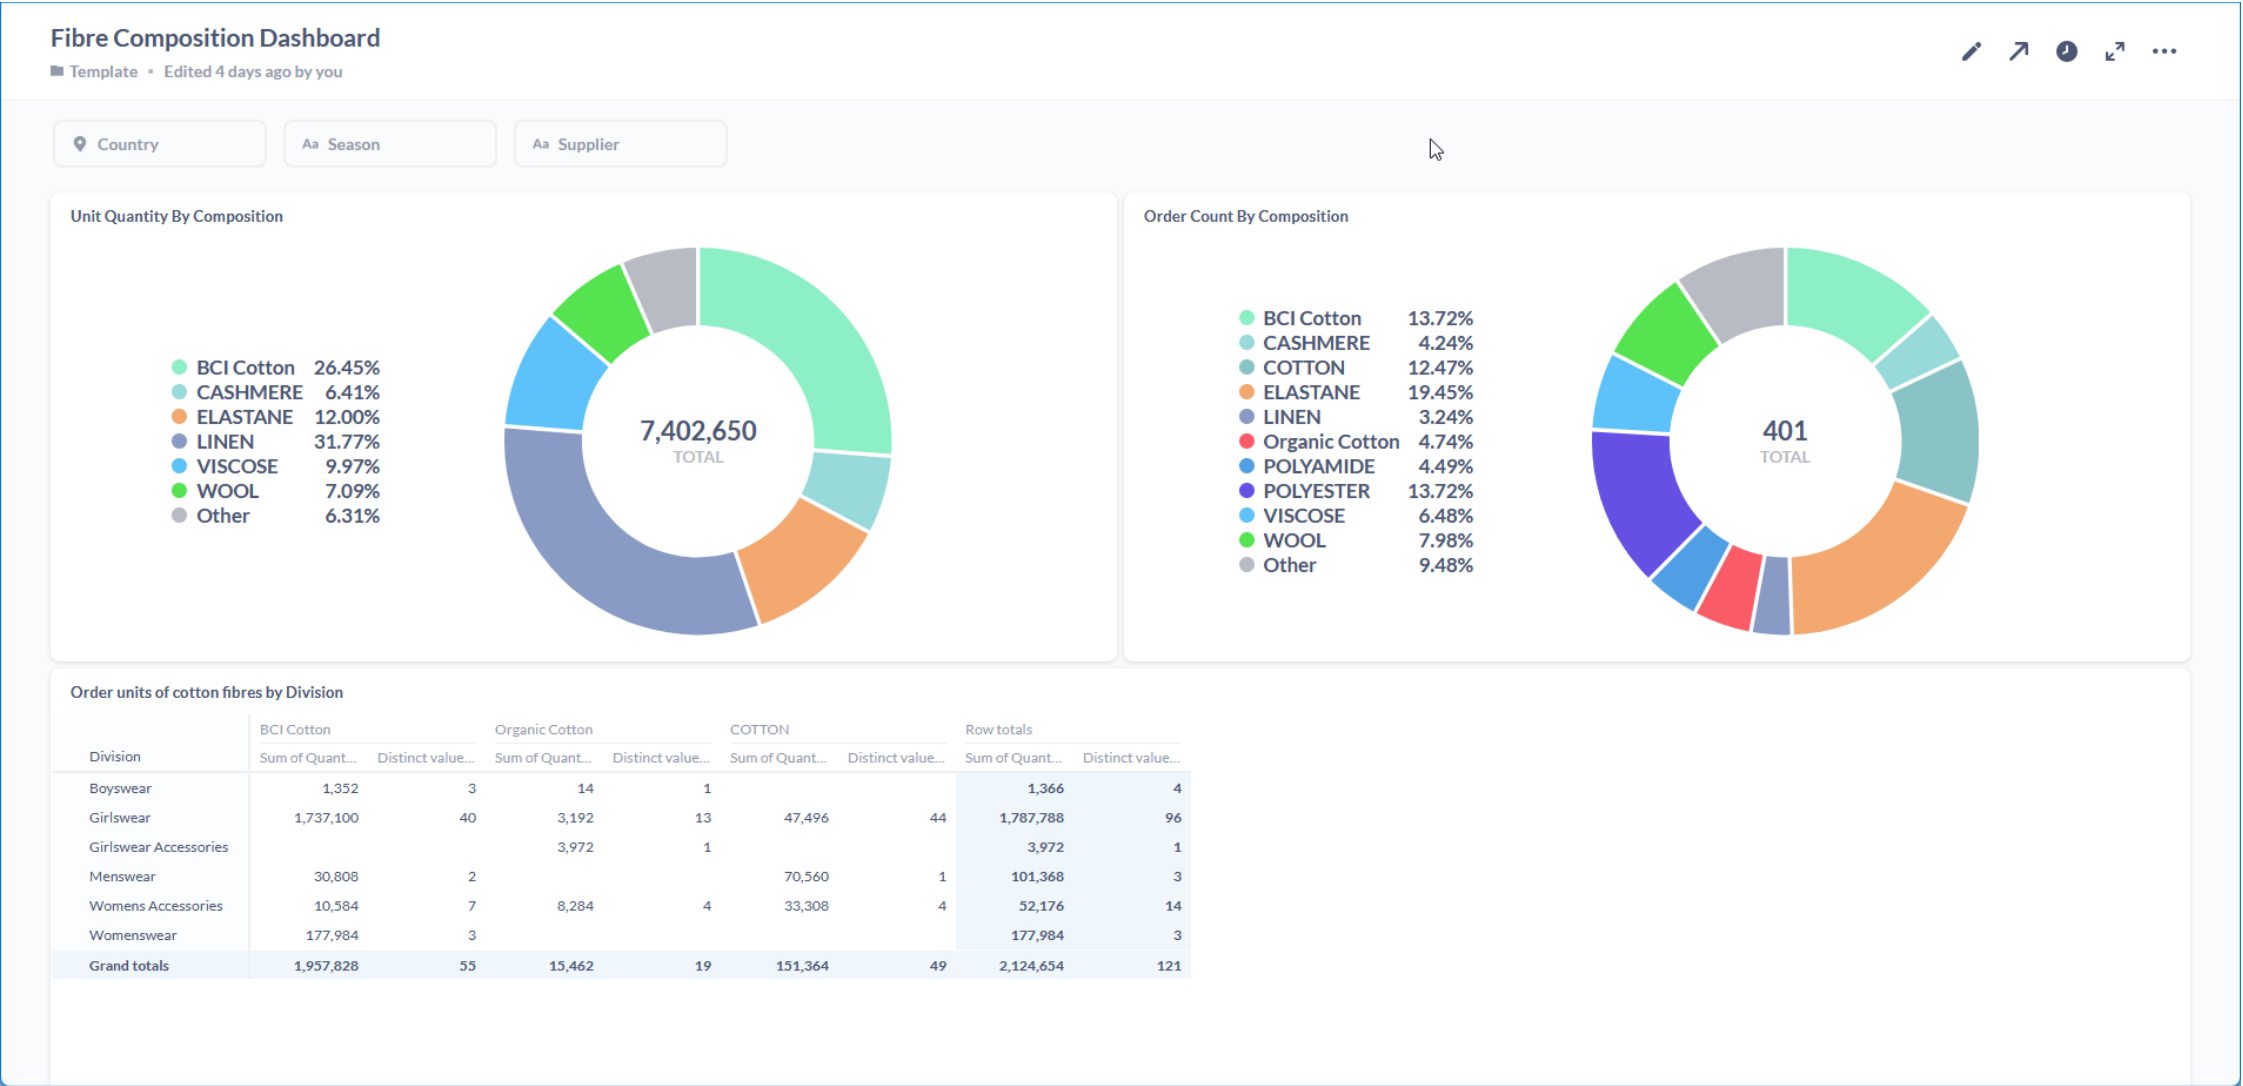 Fibre Composition Dashboard
Template • Edited 4 days ago by you
Country
Aa Season
Aa Supplier
Unit Quantity By Composition
BCI Cotton 26.45%
CASHMERE 6.41%
ELASTANE 12.00%
LINEN 31.77%
VISCOSE 9.97%
WOOL 7.09%
Other 6.31%
7,402,650
TOTAL
Order Count By Composition
BCI Cotton 13.72%
CASHMERE 4.24%
COTTON 12.47%
ELASTANE 19.45%
LINEN 3.24%
Organic Cotton 4.74%
POLYAMIDE 4.49%
POLYESTER 13.72%
VISCOSE 6.48%
WOOL 7.98%
Other 9.48%
401
TOTAL
Order units of cotton fibres by Division
BCI Cotton Organic Cotton COTTON Row totals
Division Sum of Quant... Distinct value... Sum of Quant... Distinct value... Sum of Quant... Distinct value... Sum of Quant... Distinct value...
Boyswear 1,352 3 14 1 1,366 4
Girlswear 1,737,100 40 3,192 13 47,496 44 1,787,788 96
Girlswear Accessories 3,972 1 3,972 1
Menswear 30,808 2 70,560 1 101,368 3
Womens Accessories 10,584 7 8,284 4 33,308 4 52,176 14
Womenswear 177,984 3 177,984 3
Grand totals 1,957,828 55 15,462 19 151,364 49 2,124,654 121